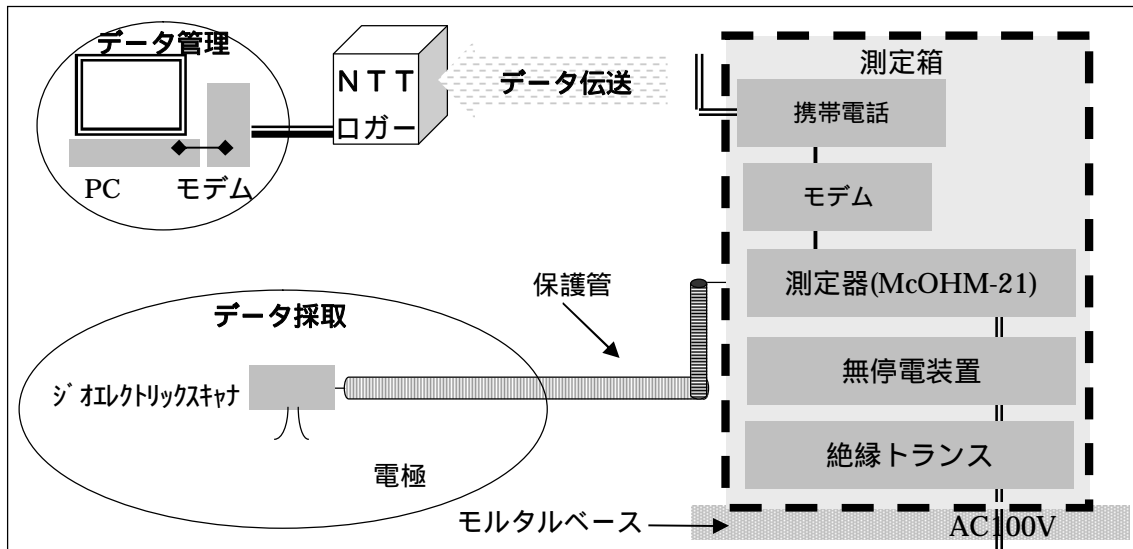 データ管理
PC
モデム
NTT
ロガー
データ伝送
測定箱
携帯電話
モデム
測定器(McOHM-21)
無停電装置
絶縁トランス
AC100V
モルタルベース
保護管
データ採取
ジオエレクトリックスキャナ
電極